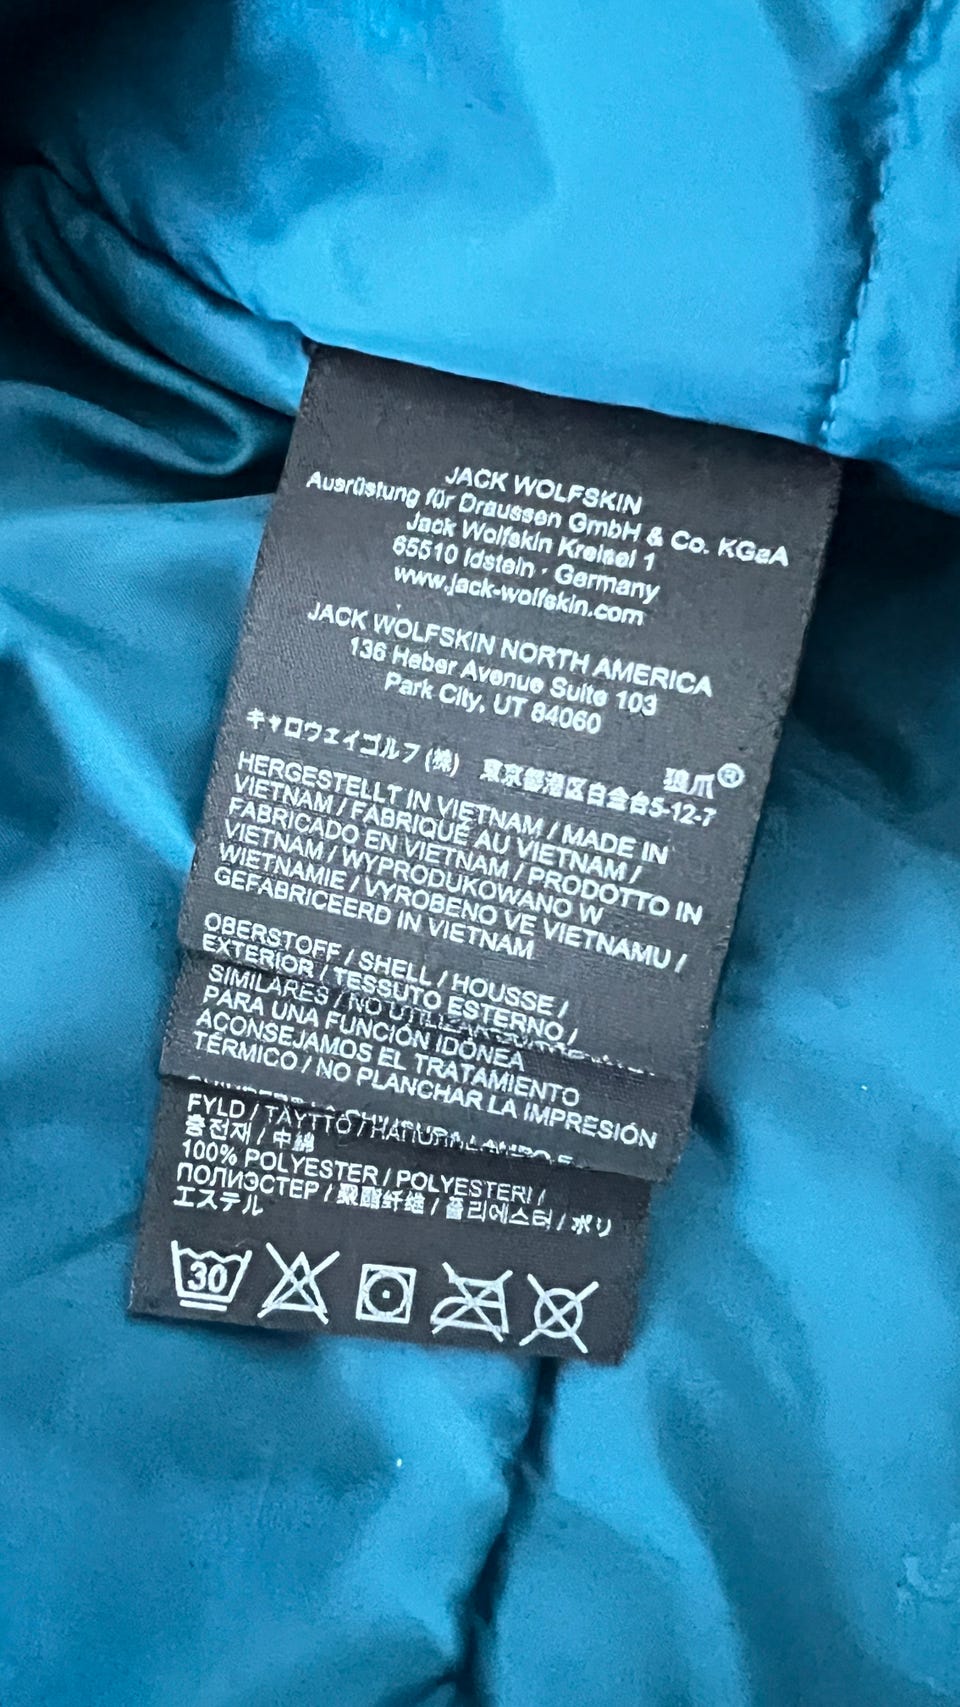 JACK WOLFSKIN
Ausrüstung für Draussen GmbH & Co. KGaA
Jack Wolfskin Kreisel 1
65510 Idstein · Germany
www.jack-wolfskin.com
JACK WOLFSKIN NORTH AMERICA
136 Heber Avenue Suite 103
Park City, UT 84060
狼爪®
キャロウェイゴルフ(株) 東京都港区白金台5-12-7
HERGESTELLT IN VIETNAM / MADE IN
VIETNAM / FABRIQUÉ AU VIETNAM /
FABRICADO EN VIETNAM / PRODOTTO IN
VIETNAM / WYPRODUKOWANO W
WIETNAMIE / VYROBENO VE VIETNAMU /
GEFABRICEERD IN VIETNAM
OBERSTOFF / SHELL / HOUSSE /
EXTERIOR / TESSUTO ESTERNO /
SIMILARES / NO
PARA UNA FUNCIÓN IDÓNEA
ACONSEJAMOS EL TRATAMIENTO
TÉRMICO / NO PLANCHAR LA IMPRESIÓN
FYLD / TÄYTTÖ /
충전재 / 中綿
100% POLYESTER / POLYESTERI /
ПОЛИЭСТЕР / 聚酯纤维 / 폴리에스터 / ポリ
エステル
30